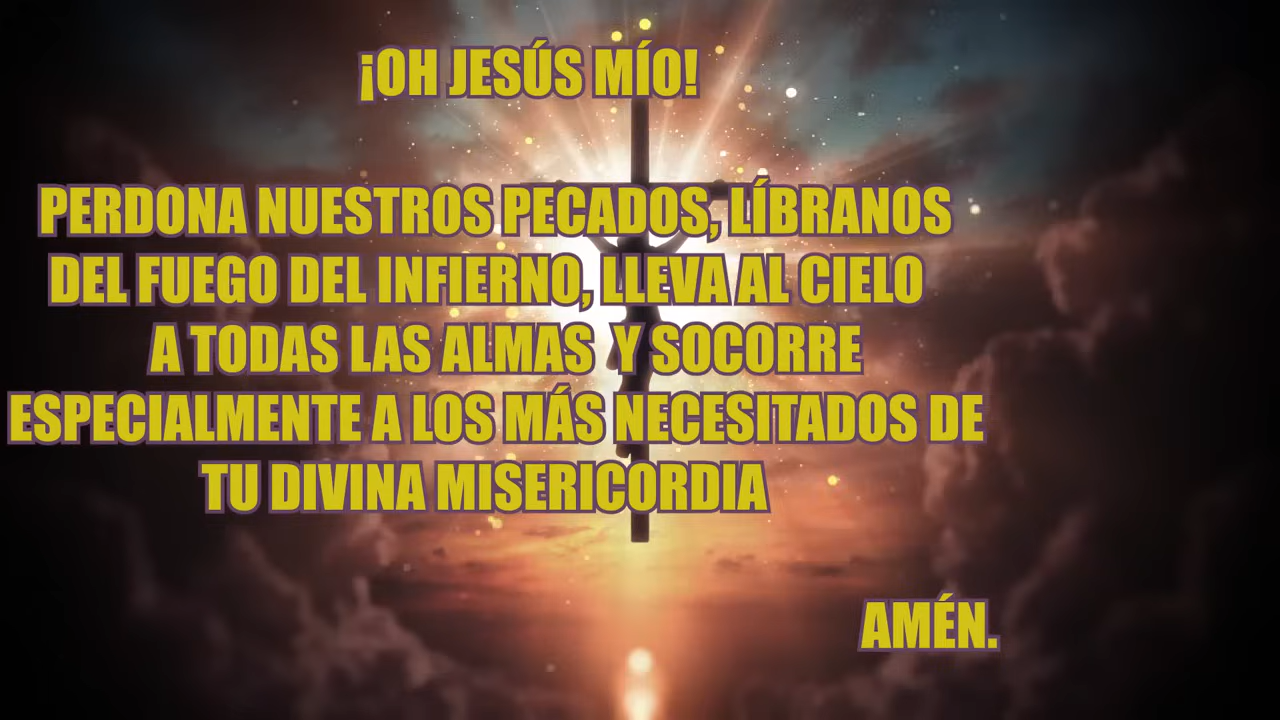 ¡OH JESÚS MÍO!
PERDONA NUESTROS PECADOS, LÍBRANOS
DEL FUEGO DEL INFIERNO, LLEVA AL CIELO
A TODAS LAS ALMAS Y SOCORRE
ESPECIALMENTE A LOS MÁS NECESITADOS DE
TU DIVINA MISERICORDIA
AMÉN.